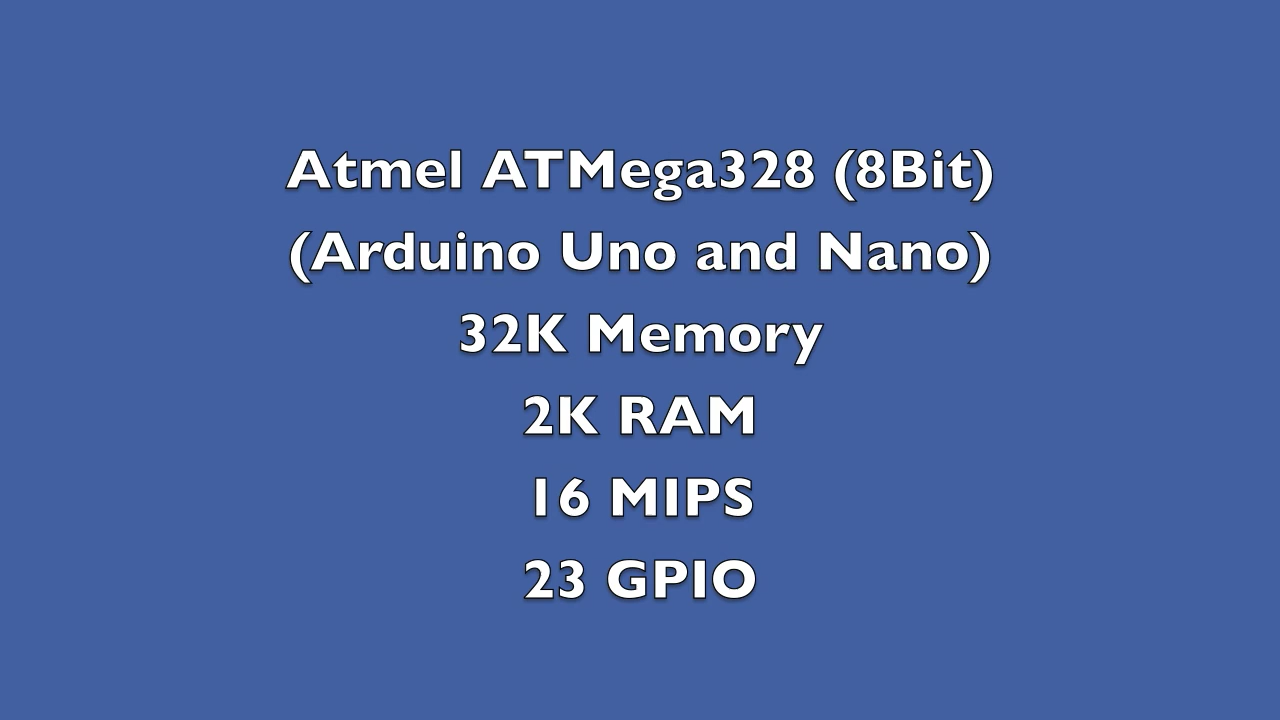 Atmel ATMega328 (8Bit)
(Arduino Uno and Nano)
32K Memory
2K RAM
16 MIPS
23 GPIO